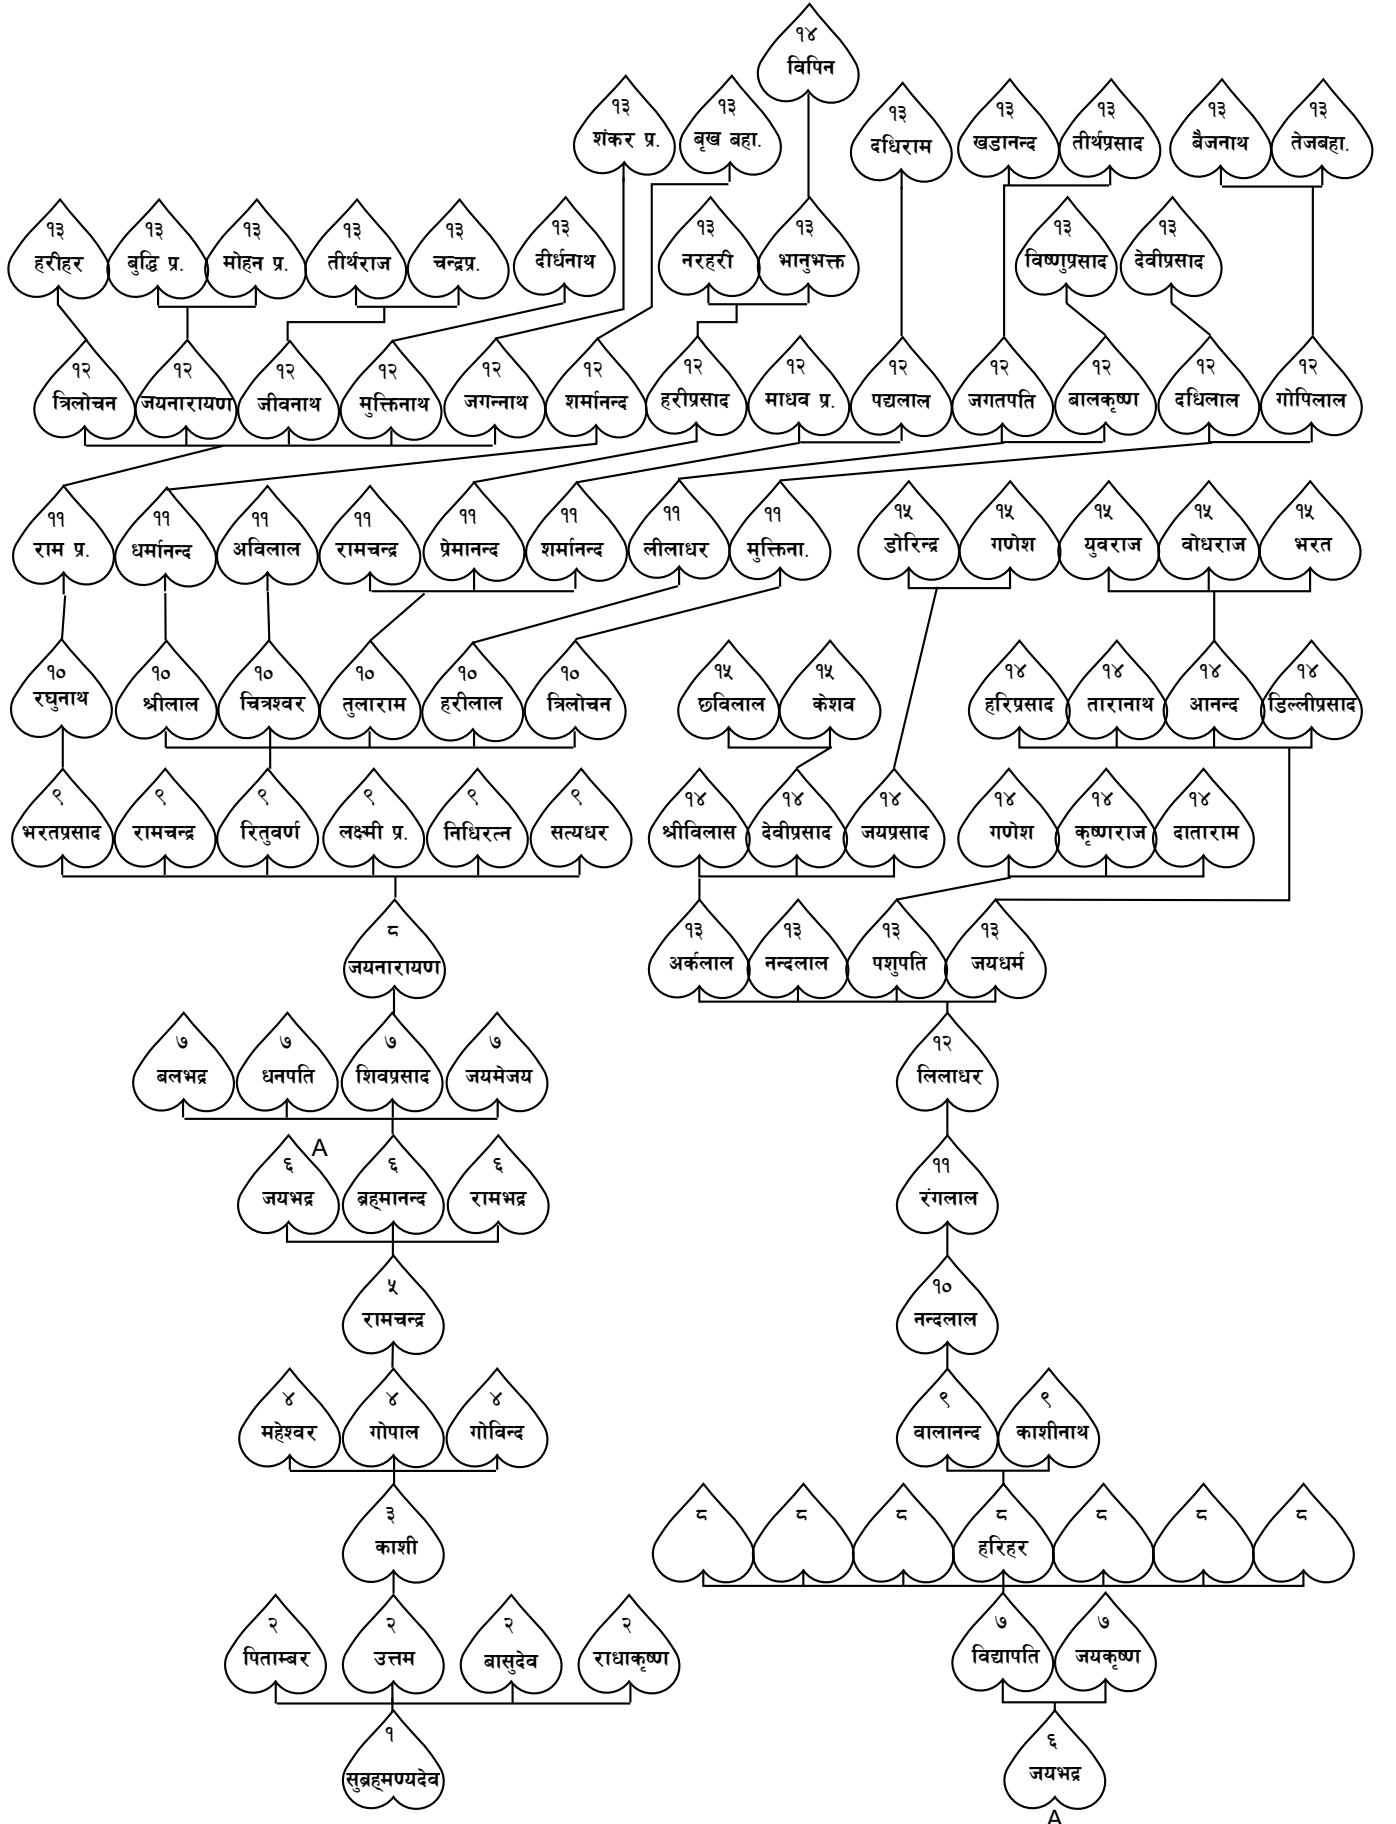 १४
विपिन
१३
शंकर प्र.
१३
बृख बहा.
१३
दधिराम
१३
खडानन्द
१३
तीर्थप्रसाद
१३
बैजनाथ
१३
तेजबहा.
१३
हरीहर
१३
बुद्धि प्र.
१३
मोहन प्र.
१३
तीर्थराज
१३
चन्द्रप्र.
१३
दीर्धनाथ
१३
नरहरी
१३
भानुभक्त
१३
विष्णुप्रसाद
१३
देवीप्रसाद
१२
त्रिलोचन
१२
जयनारायण
१२
जीवनाथ
१२
मुक्तिनाथ
१२
जगन्नाथ
१२
शर्मानन्द
१२
हरीप्रसाद
१२
माधव प्र.
१२
पद्यलाल
१२
जगतपति
१२
बालकृष्ण
१२
दधिलाल
१२
गोपिलाल
११
राम प्र.
११
धर्मानन्द
११
अविलाल
११
रामचन्द्र
११
प्रेमानन्द
११
शर्मानन्द
११
लीलाधर
११
मुक्तिना.
१५
डोरिन्द्र
१५
गणेश
१५
युवराज
१५
वोधराज
१५
भरत
१०
रघुनाथ
१०
श्रीलाल
१०
चित्रश्वर
१०
तुलाराम
१०
हरीलाल
१०
त्रिलोचन
१५
छविलाल
१५
केशव
१४
हरिप्रसाद
१४
तारानाथ
१४
आनन्द
१४
डिल्लीप्रसाद
९
भरतप्रसाद
९
रामचन्द्र
९
रितुवर्ण
९
लक्ष्मी प्र.
९
निधिरत्न
९
सत्यधर
१४
श्रीविलास
१४
देवीप्रसाद
१४
जयप्रसाद
१४
गणेश
१४
कृष्णराज
१४
दाताराम
८
जयनारायण
१३
अर्कलाल
१३
नन्दलाल
१३
पशुपति
१३
जयधर्म
७
बलभद्र
७
धनपति
७
शिवप्रसाद
७
जयमेजय
१२
लिलाधर
६
जयभद्र
A
६
ब्रह्मानन्द
६
रामभद्र
११
रंगलाल
५
रामचन्द्र
१०
नन्दलाल
४
महेश्वर
४
गोपाल
४
गोविन्द
९
वालानन्द
९
काशीनाथ
३
काशी
८
८
८
८
हरिहर
८
८
८
२
पिताम्बर
२
उत्तम
२
बासुदेव
२
राधाकृष्ण
७
विद्यापति
७
जयकृष्ण
१
सुब्रह्मण्यदेव
६
जयभद्र
A